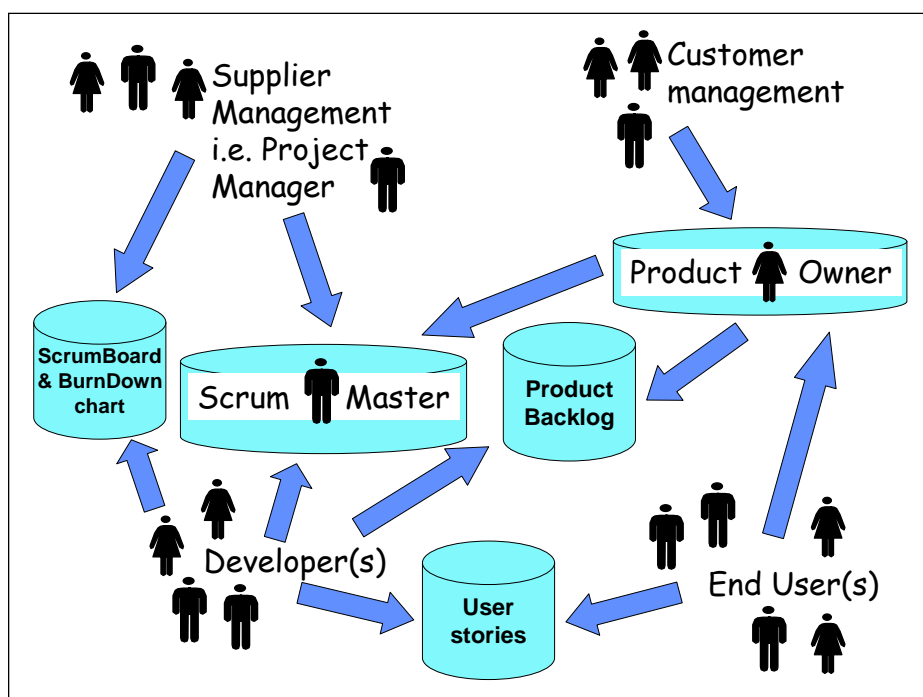 Supplier
Management
i.e. Project
Manager
Customer
management
Product Owner
ScrumBoard
& BurnDown
chart
Scrum Master
Product
Backlog
Developer(s)
End User(s)
User
stories